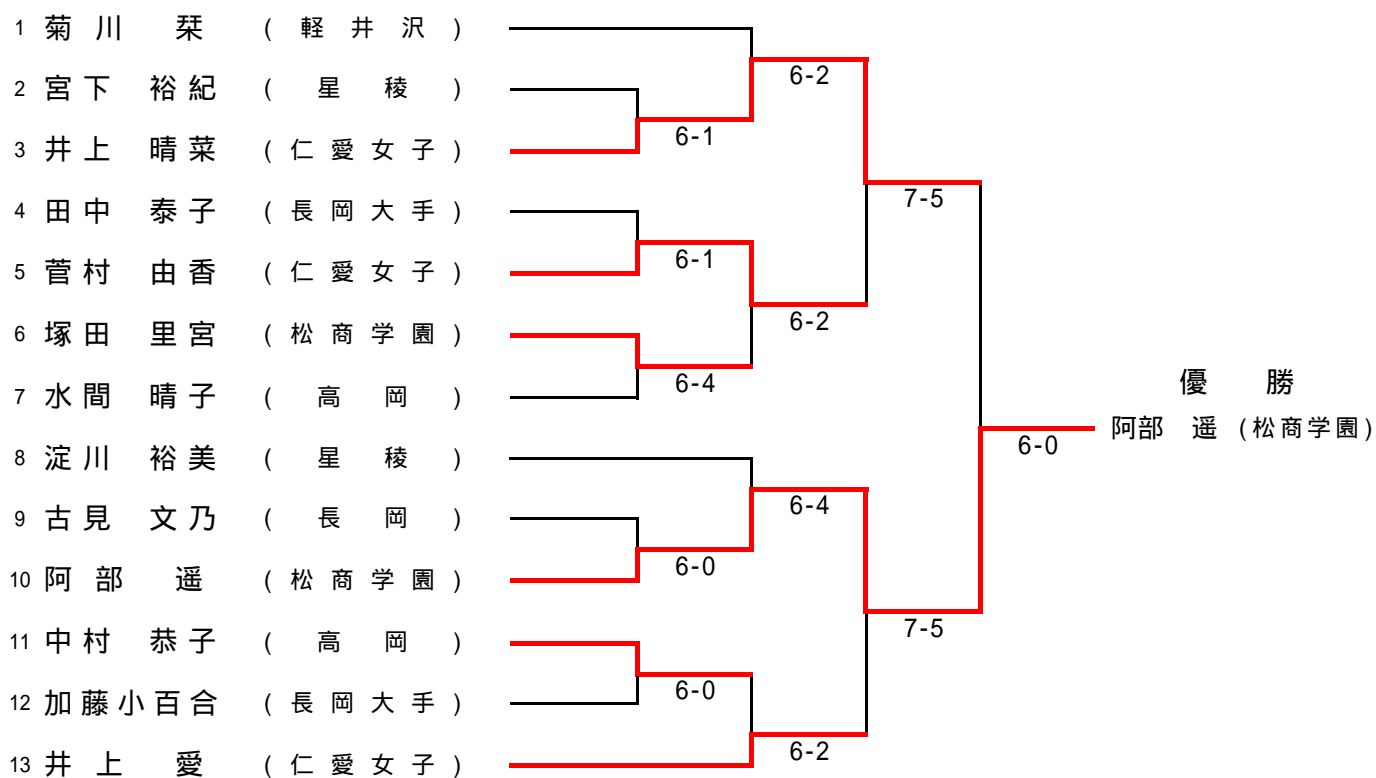 1 菊川 栞 (軽井沢)
6-2
2 宮下 裕紀 (星稜)
6-1
3 井上 晴菜 (仁愛女子)
7-5
4 田中 泰子 (長岡大手)
6-1
5 菅村 由香 (仁愛女子)
6-2
6 塚田 里宮 (松商学園)
6-4
7 水間 晴子 (高岡)
優勝
阿部 遥 (松商学園)
6-0
8 淀川 裕美 (星稜)
6-4
9 古見 文乃 (長岡)
6-0
10 阿部 遥 (松商学園)
7-5
11 中村 恭子 (高岡)
6-0
12 加藤小百合 (長岡大手)
6-2
13 井上 愛 (仁愛女子)